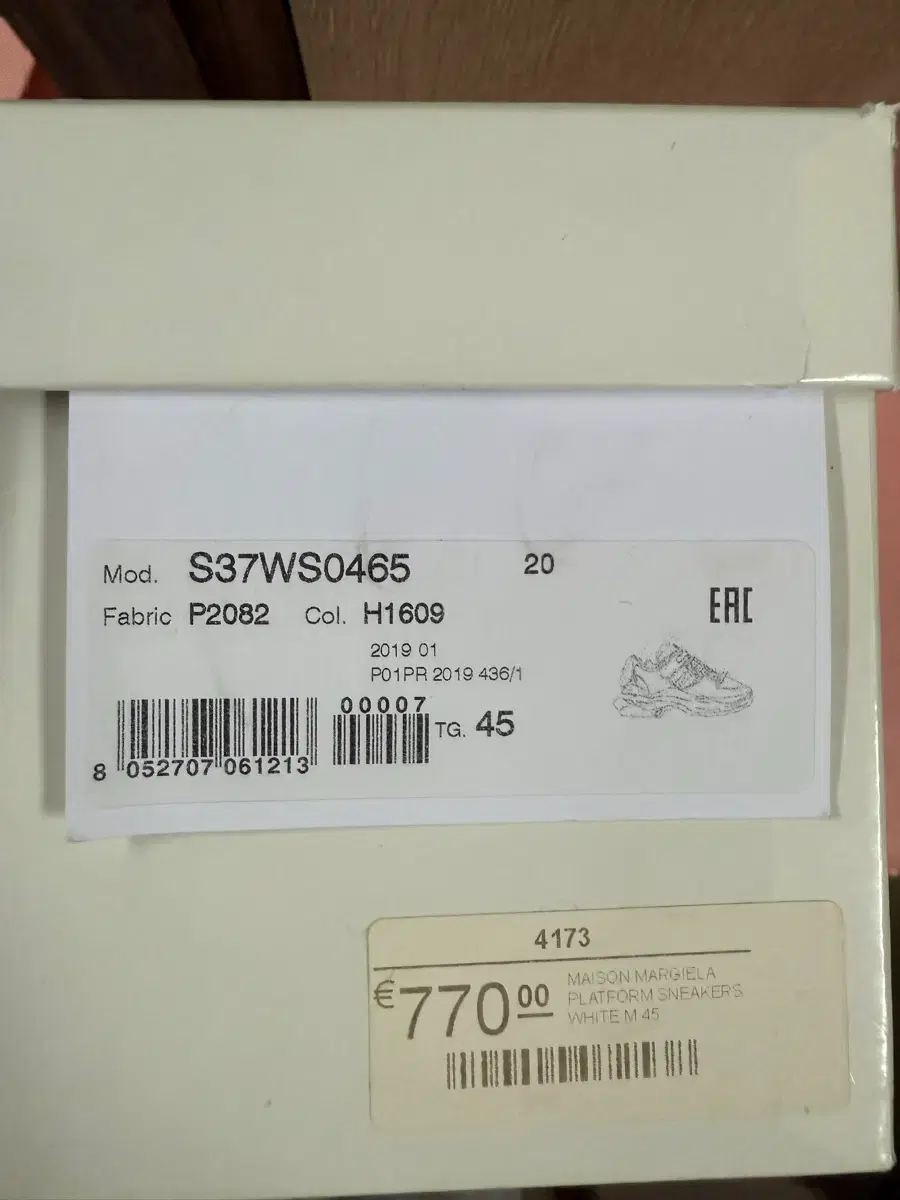 Mod. S37WS0465 20
Fabric P2082 Col. H1609
EAC
2019 01
P01PR 2019 436/1
00007
TG. 45
8 052707 061213
4173
€770 00
MAISON MARGIELA
PLATFORM SNEAKERS
WHITE M 45